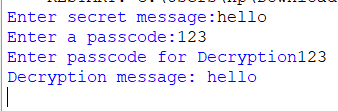 Enter secret message:hello
Enter a passcode:123
Enter passcode for Decryption123
Decryption message: hello